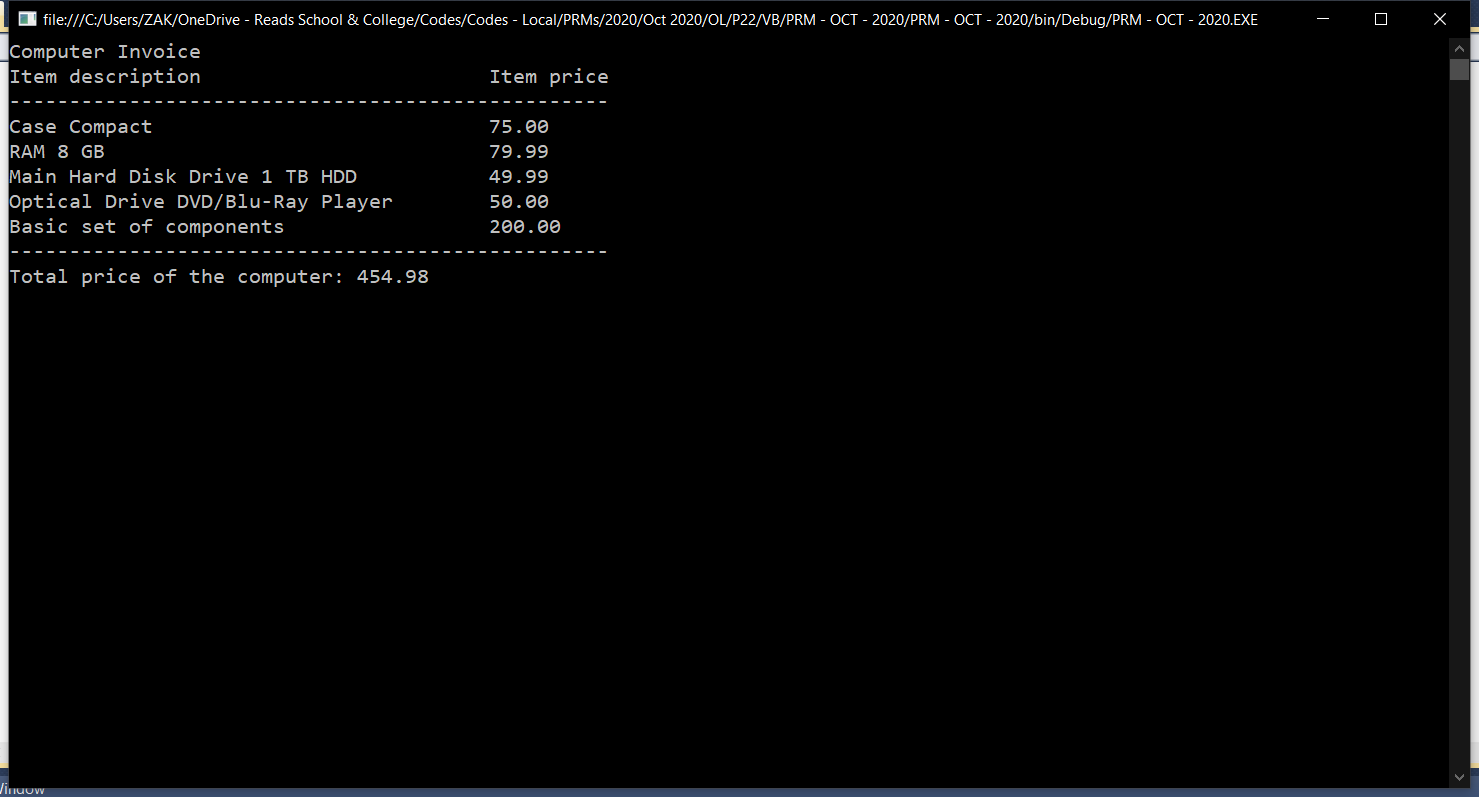 file:///C:/Users/ZAK/OneDrive - Reads School & College/Codes/Codes - Local/PRMs/2020/Oct 2020/OL/P22/VB/PRM - OCT - 2020/PRM - OCT - 2020/bin/Debug/PRM - OCT - 2020.EXE
Computer Invoice
Item description Item price
--------------------------------------------------
Case Compact 75.00
RAM 8 GB 79.99
Main Hard Disk Drive 1 TB HDD 49.99
Optical Drive DVD/Blu-Ray Player 50.00
Basic set of components 200.00
--------------------------------------------------
Total price of the computer: 454.98